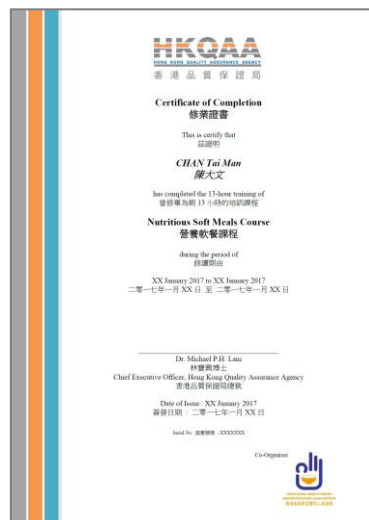 HKQAA
HONG KONG QUALITY ASSURANCE AGENCY
香港品質保證局
Certificate of Completion
修業證書
This is certify that
茲證明
CHAN Tai Man
陳大文
has completed the 13-hour training of
曾修畢為期 13 小時的培訓課程
Nutritious Soft Meals Course
營養軟餐課程
during the period of
修讀期由
XX January 2017 to XX January 2017
二零一七年一月 XX 日 至 二零一七年一月 XX 日
Dr. Michael P.H. Lam
林寶興博士
Chief Executive Officer, Hong Kong Quality Assurance Agency
香港品質保證局總裁
Date of Issue : XX January 2017
簽發日期 : 二零一七年一月 XX 日
Serial No. 證書號碼 : XXXXXXX
Co-Organiser